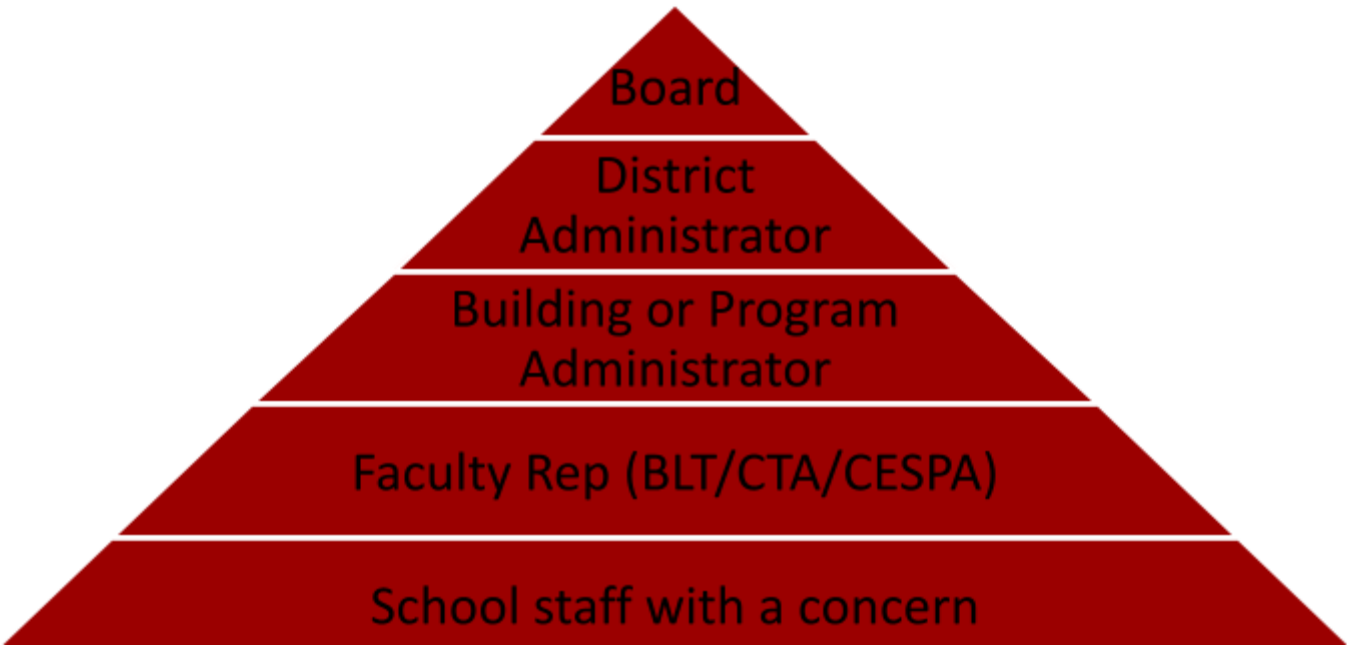 Board
District
Administrator
Building or Program
Administrator
Faculty Rep (BLT/CTA/CESPA)
School staff with a concern